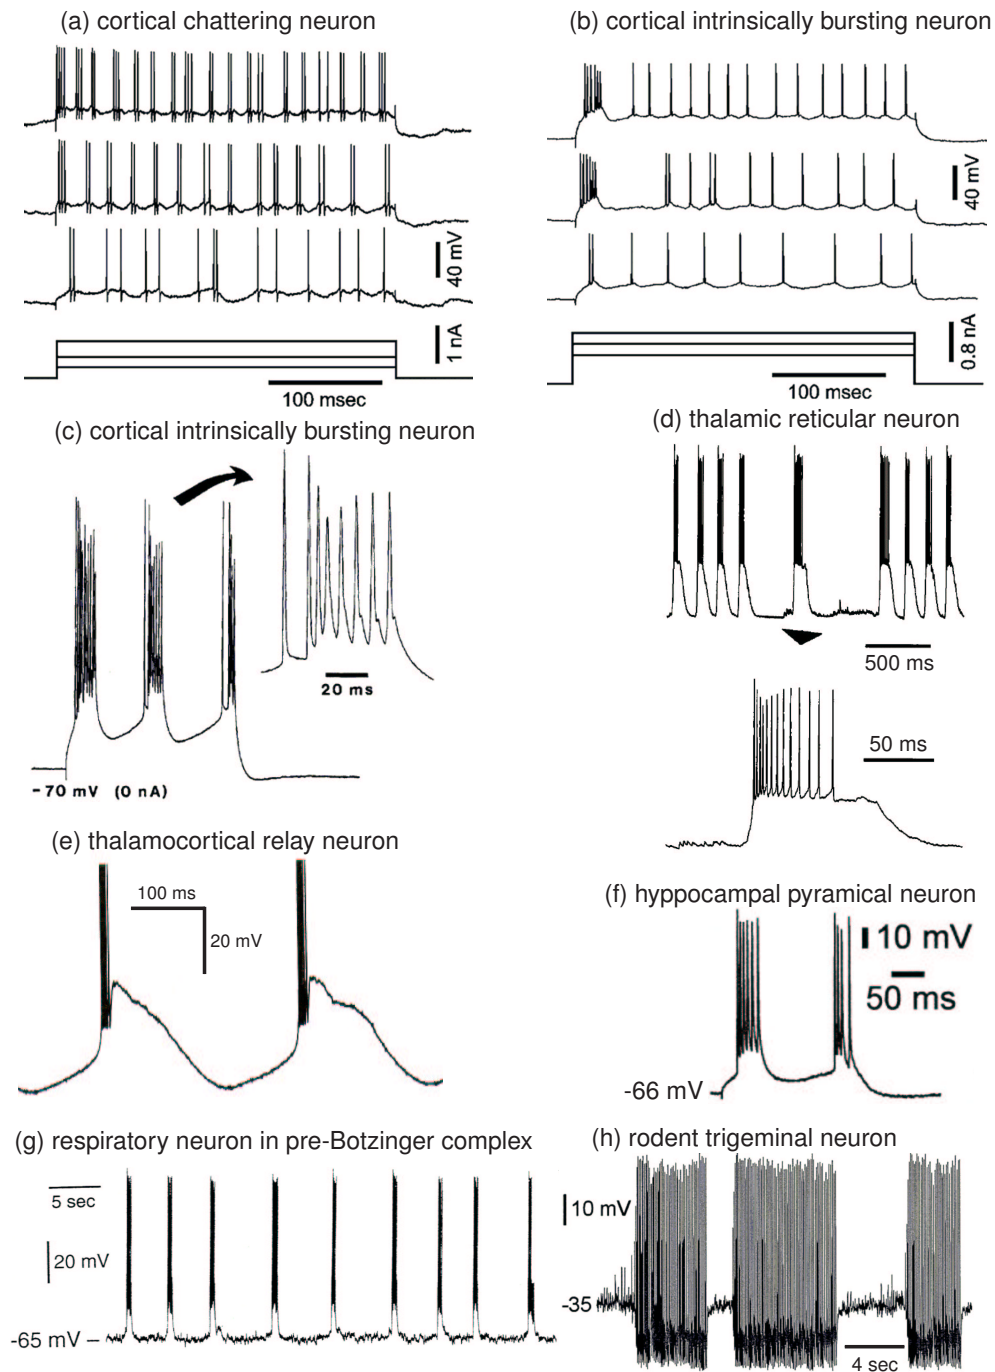 (a) cortical chattering neuron
40 mV
1 nA
100 msec
(b) cortical intrinsically bursting neuron
40 mV
0.8 nA
100 msec
(c) cortical intrinsically bursting neuron
20 ms
-70 mV (0 nA)
(d) thalamic reticular neuron
500 ms
50 ms
(e) thalamocortical relay neuron
100 ms
20 mV
(f) hyppocampal pyramical neuron
10 mV
50 ms
-66 mV
(g) respiratory neuron in pre-Botzinger complex
5 sec
20 mV
-65 mV
(h) rodent trigeminal neuron
10 mV
-35
4 sec